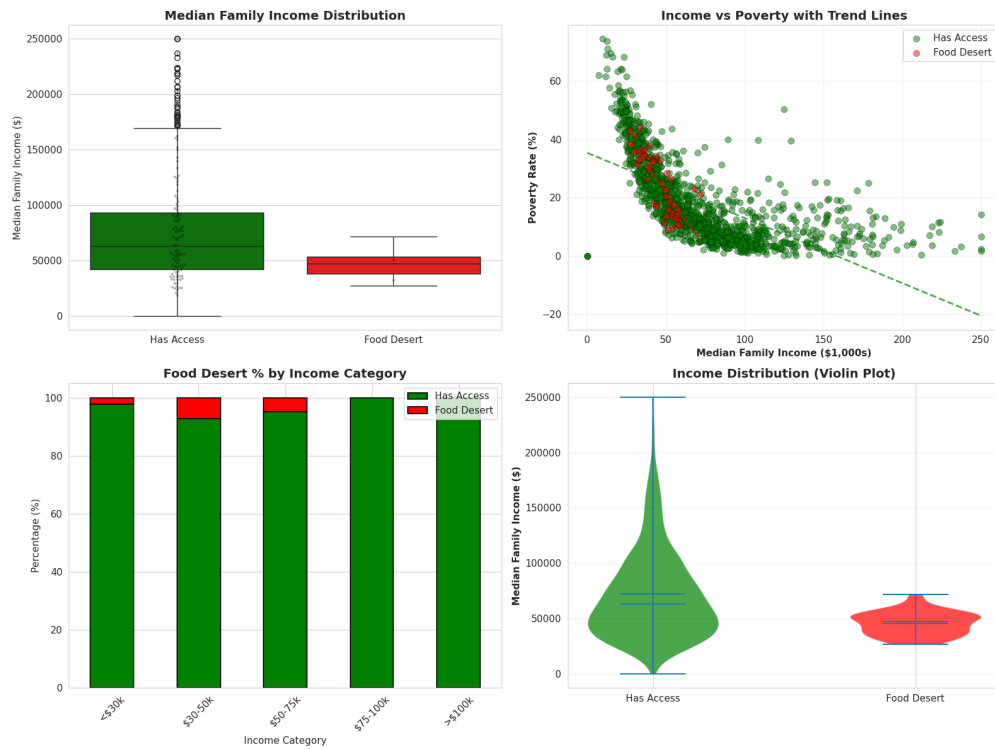 Median Family Income Distribution
Median Family Income ($)
250000
200000
150000
100000
50000
0
Has Access
Food Desert
Income vs Poverty with Trend Lines
Has Access
Food Desert
Poverty Rate (%)
60
40
20
0
−20
0
50
100
150
200
250
Median Family Income ($1,000s)
Food Desert % by Income Category
Has Access
Food Desert
Percentage (%)
100
80
60
40
20
0
<$30k
$30-50k
$50-75k
$75-100k
>$100k
Income Category
Income Distribution (Violin Plot)
Median Family Income ($)
250000
200000
150000
100000
50000
0
Has Access
Food Desert